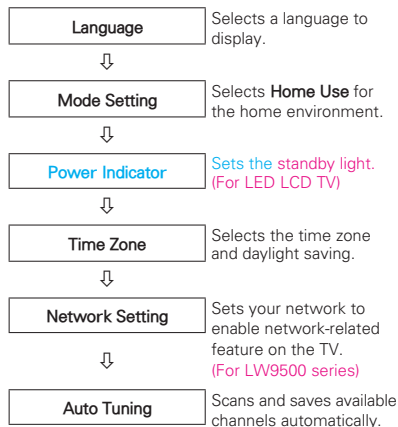 Language
Selects a language to
display.
⇩
Mode Setting
Selects Home Use for
the home environment.
⇩
Power Indicator
Sets the standby light.
(For LED LCD TV)
⇩
Time Zone
Selects the time zone
and daylight saving.
⇩
Network Setting
Sets your network to
enable network-related
feature on the TV.
(For LW9500 series)
⇩
Auto Tuning
Scans and saves available
channels automatically.